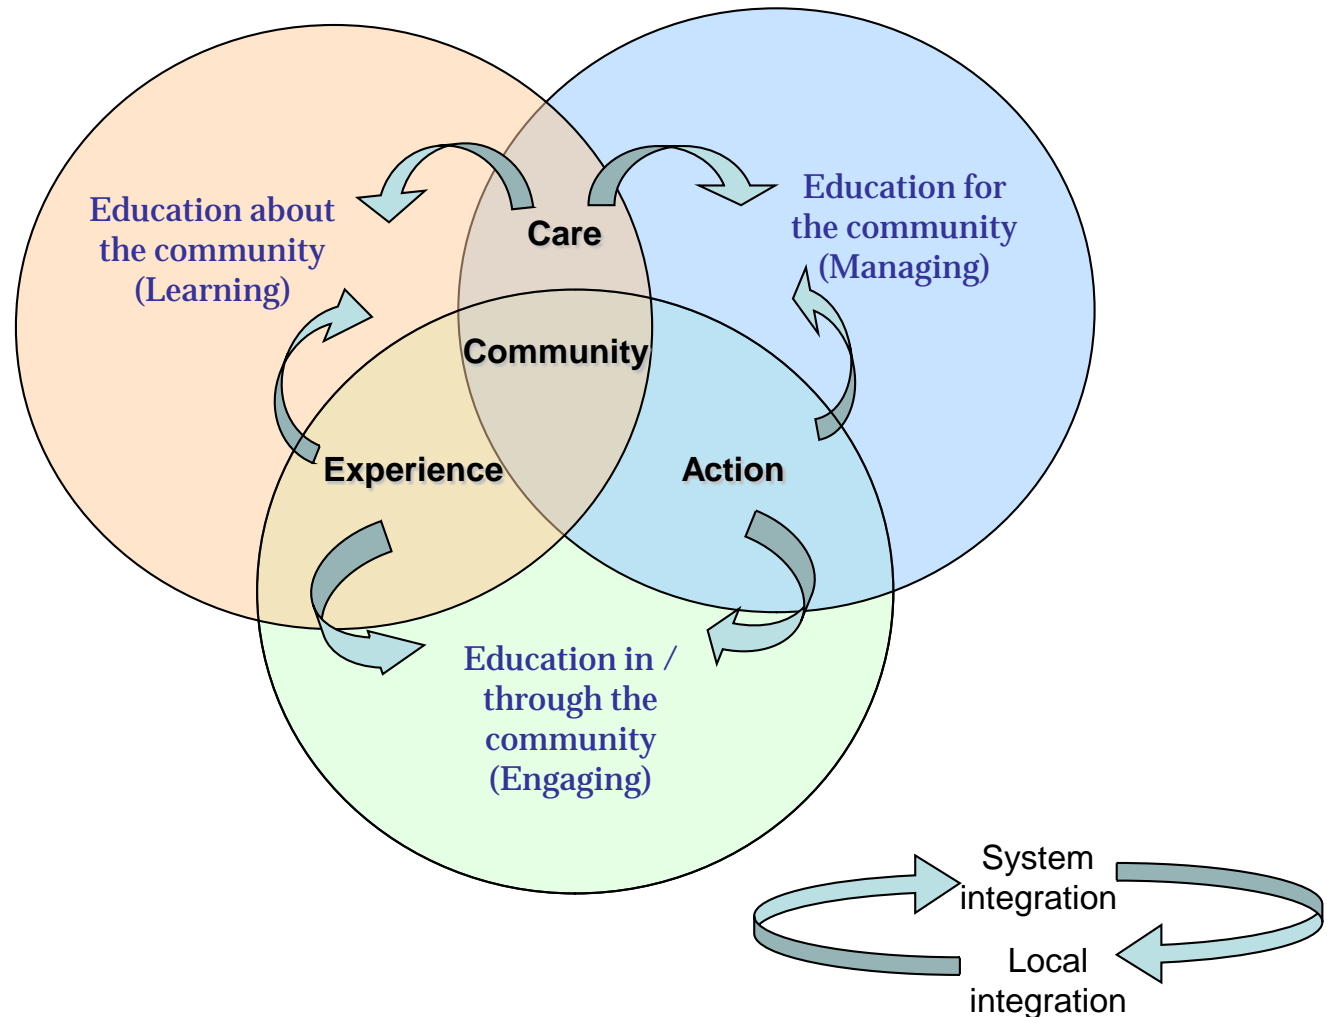 Education about
the community
(Learning)
Care
Education for
the community
(Managing)
Community
Experience
Action
Education in /
through the
community
(Engaging)
System
integration
Local
integration